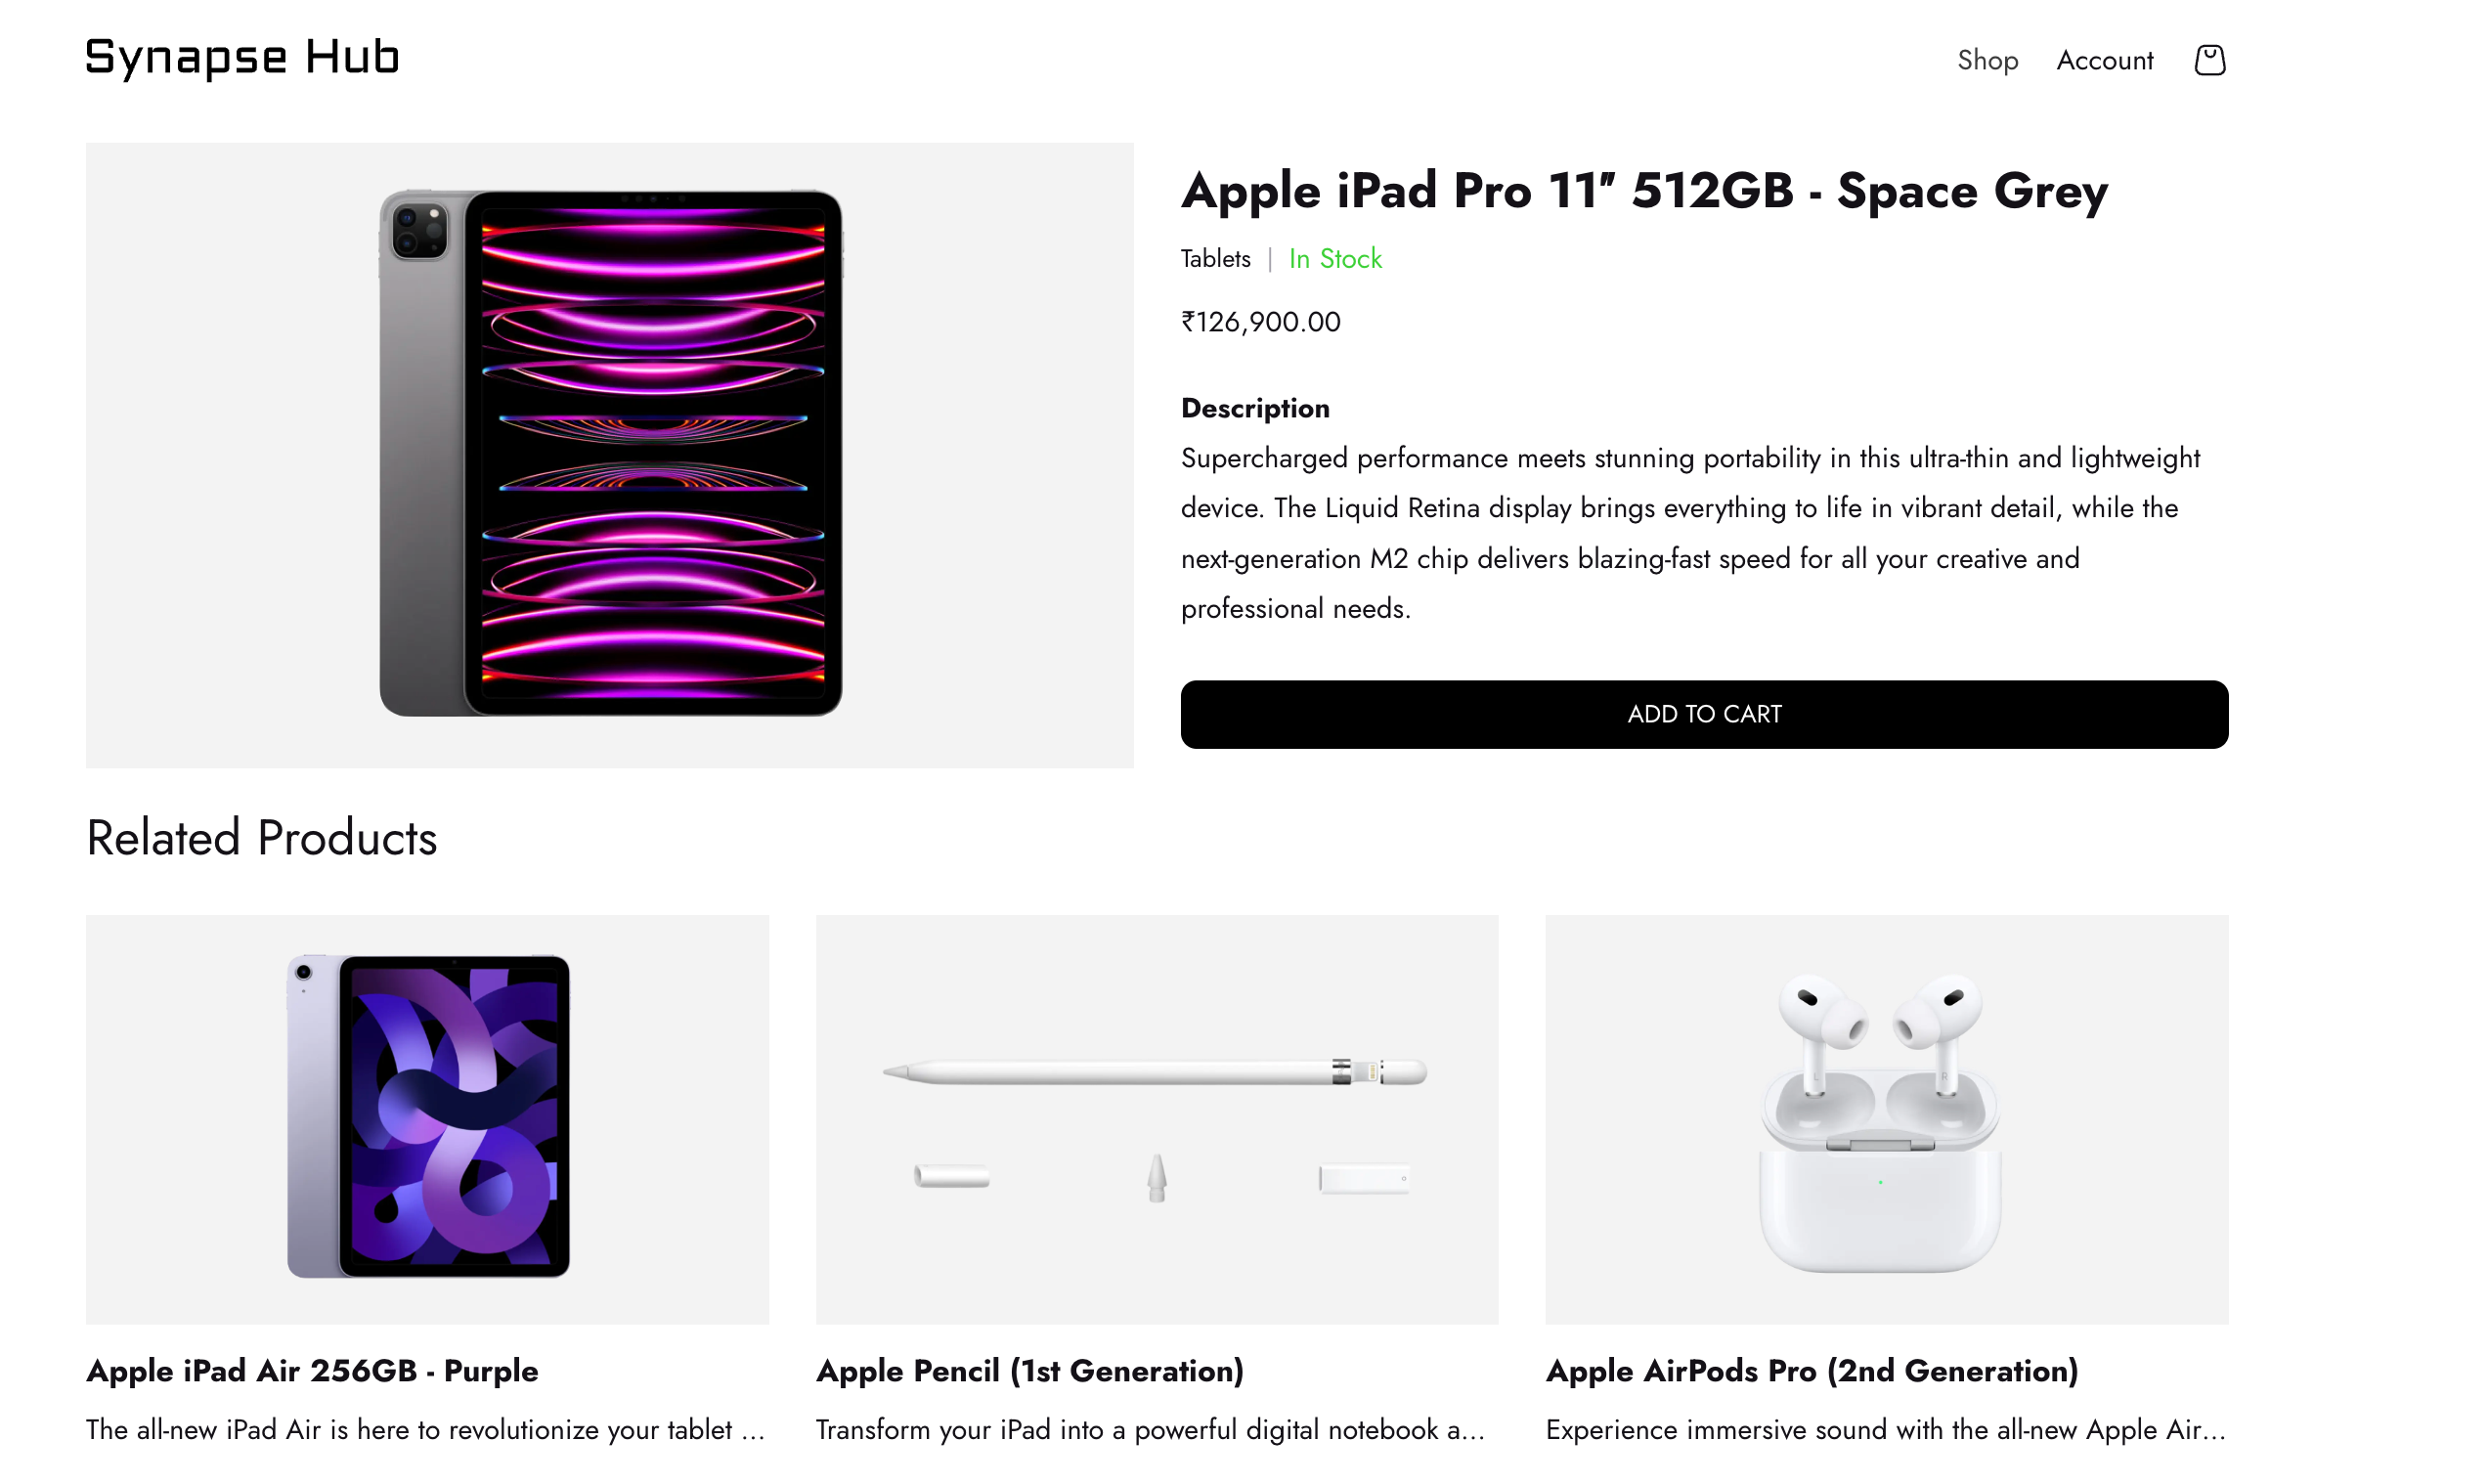 Synapse Hub
Shop
Account
Apple iPad Pro 11″ 512GB - Space Grey
Tablets | In Stock
₹126,900.00
Description
Supercharged performance meets stunning portability in this ultra-thin and lightweight
device. The Liquid Retina display brings everything to life in vibrant detail, while the
next-generation M2 chip delivers blazing-fast speed for all your creative and
professional needs.
ADD TO CART
Related Products
L
R
Apple iPad Air 256GB - Purple
Apple Pencil (1st Generation)
Apple AirPods Pro (2nd Generation)
The all-new iPad Air is here to revolutionize your tablet ...
Transform your iPad into a powerful digital notebook a...
Experience immersive sound with the all-new Apple Air...